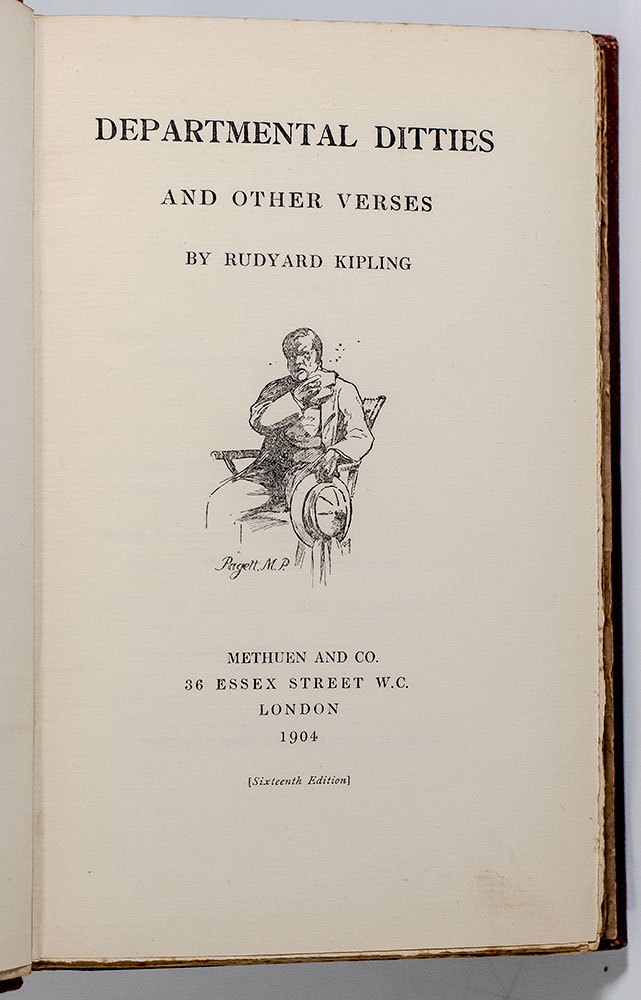 DEPARTMENTAL DITTIES
AND OTHER VERSES
BY RUDYARD KIPLING
Pagett, M.P.
METHUEN AND CO.
36 ESSEX STREET W.C.
LONDON
1904
[Sixteenth Edition]